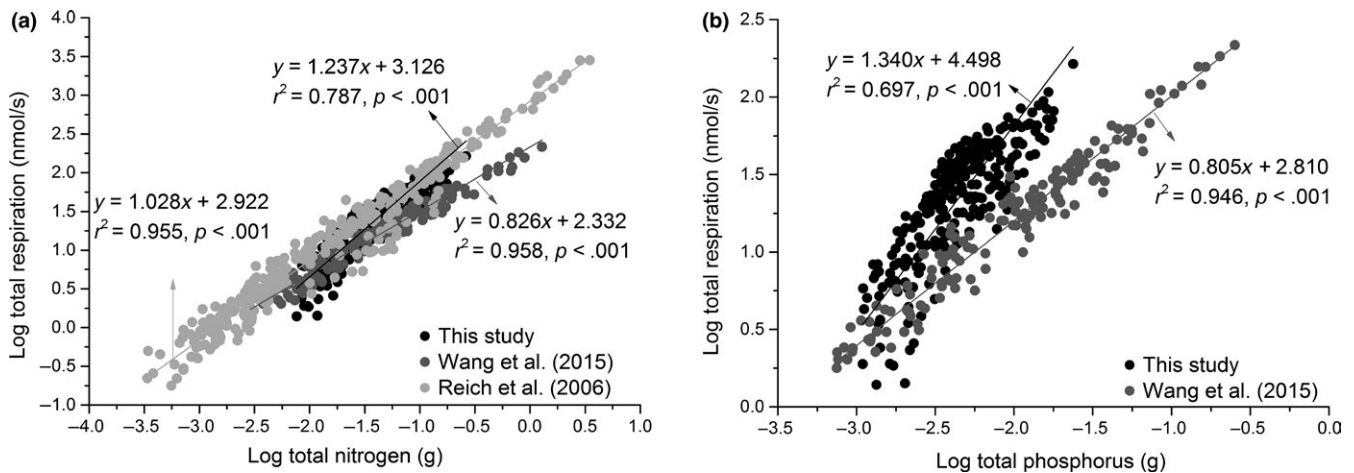 (a)
4.0
3.5
3.0
2.5
2.0
1.5
1.0
0.5
0.0
–0.5
–1.0
Log total respiration (nmol/s)
y = 1.237x + 3.126
r² = 0.787, p < .001
y = 1.028x + 2.922
r² = 0.955, p < .001
y = 0.826x + 2.332
r² = 0.958, p < .001
This study
Wang et al. (2015)
Reich et al. (2006)
–4.0 –3.5 –3.0 –2.5 –2.0 –1.5 –1.0 –0.5 0.0 0.5 1.0
Log total nitrogen (g)
(b)
2.5
2.0
1.5
1.0
0.5
0.0
Log total respiration (nmol/s)
y = 1.340x + 4.498
r² = 0.697, p < .001
y = 0.805x + 2.810
r² = 0.946, p < .001
This study
Wang et al. (2015)
–3.5 –3.0 –2.5 –2.0 –1.5 –1.0 –0.5 0.0
Log total phosphorus (g)